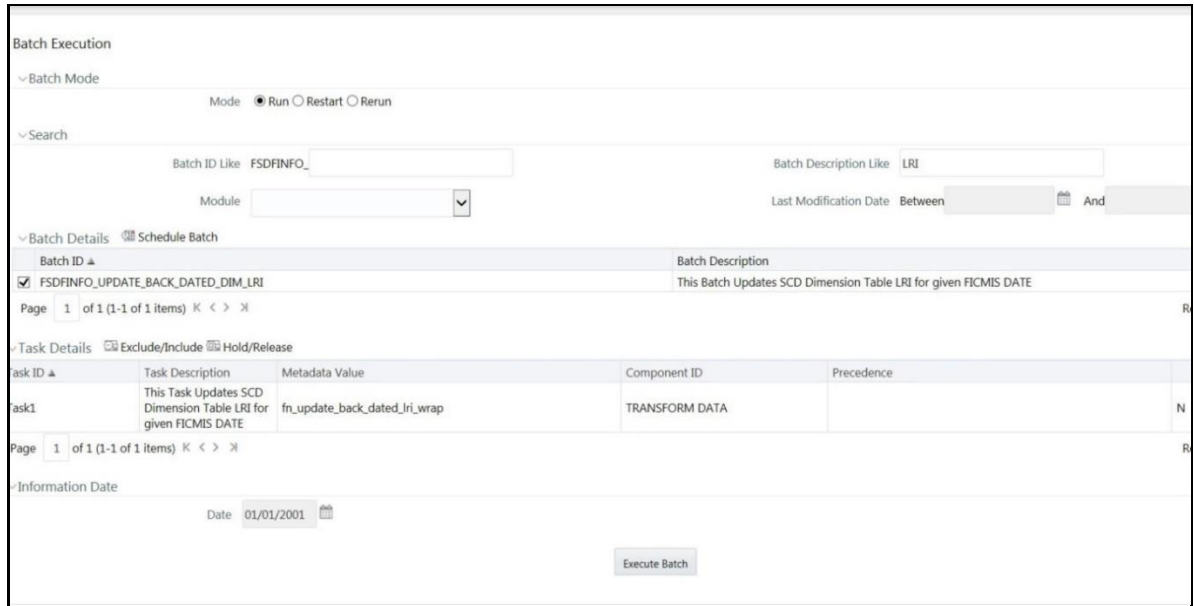 Batch Execution
Batch Mode
Mode Run Restart Rerun
Search
Batch ID Like FSDFINFO_ Batch Description Like LRI
Module Last Modification Date Between And
Batch Details Schedule Batch
Batch ID Batch Description
FSDFINFO_UPDATE_BACK_DATED_DIM_LRI This Batch Updates SCD Dimension Table LRI for given FICMIS DATE
Page 1 of 1 (1-1 of 1 items) K < > X
Task Details Exclude/Include Hold/Release
ask ID Task Description Metadata Value Component ID Precedence
This Task Updates SCD
Task1 Dimension Table LRI for fn_update_back_dated_lri_wrap TRANSFORM DATA N
given FICMIS DATE
Page 1 of 1 (1-1 of 1 items) K < > X
Information Date
Date 01/01/2001
Execute Batch